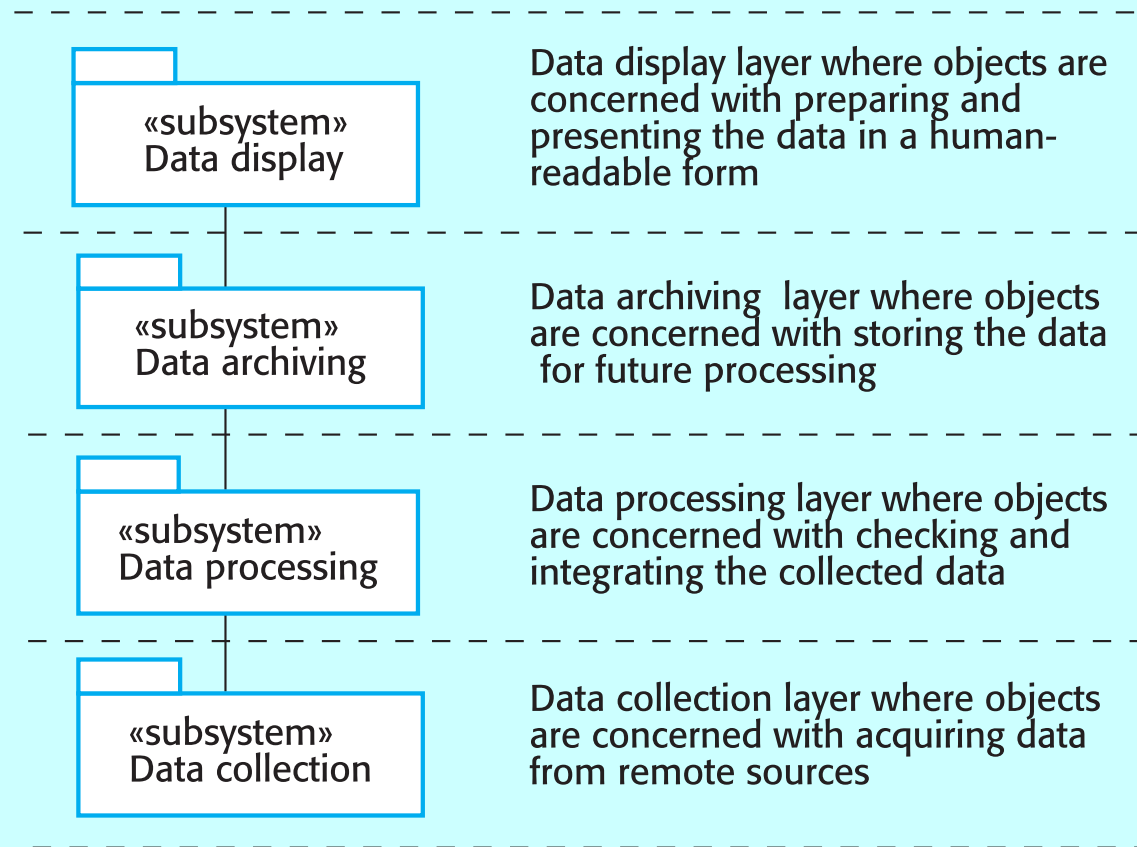 «subsystem»
Data display
Data display layer where objects are
concerned with preparing and
presenting the data in a human-
readable form
«subsystem»
Data archiving
Data archiving  layer where objects
are concerned with storing the data
for future processing
«subsystem»
Data processing
Data processing layer where objects
are concerned with checking and
integrating the collected data
«subsystem»
Data collection
Data collection layer where objects
are concerned with acquiring data
from remote sources